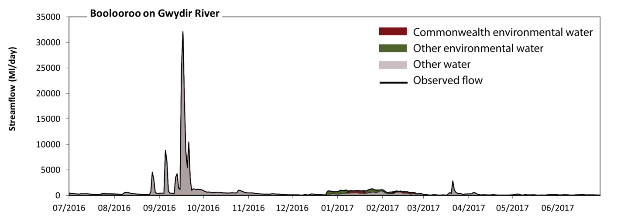 Boolooroo on Gwydir River
Streamflow (Ml/day)
35000
30000
25000
20000
15000
10000
5000
0
Commonwealth environmental water
Other environmental water
Other water
Observed flow
07/2016 08/2016 09/2016 10/2016 11/2016 12/2016 01/2017 02/2017 03/2017 04/2017 05/2017 06/2017